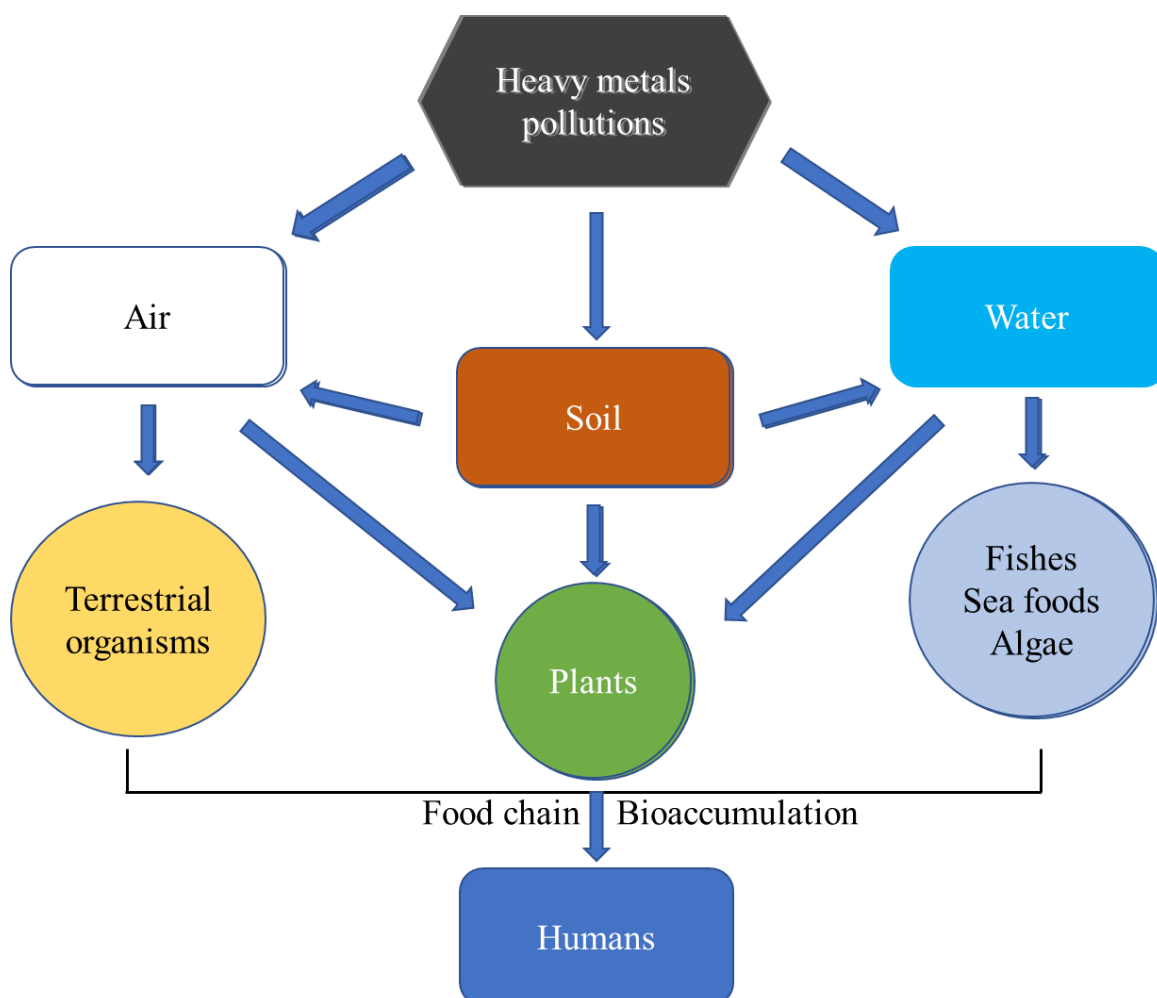 Heavy metals
pollutions
Air
Water
Soil
Terrestrial
organisms
Plants
Fishes
Sea foods
Algae
Food chain
Bioaccumulation
Humans